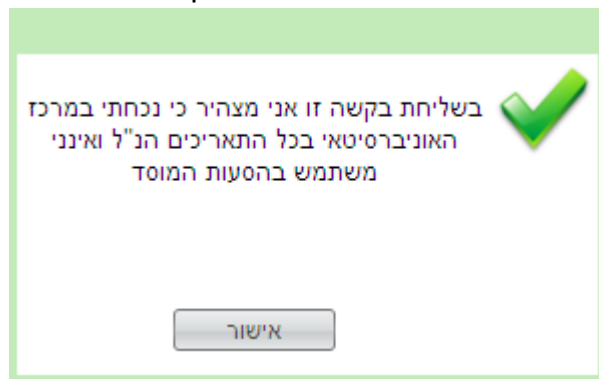 בשליחת בקשה זו אני מצהיר כי נכחתי במרכז
האוניברסיטאי בכל התאריכים הנ"ל ואינני
משתמש בהסעות המוסד
אישור